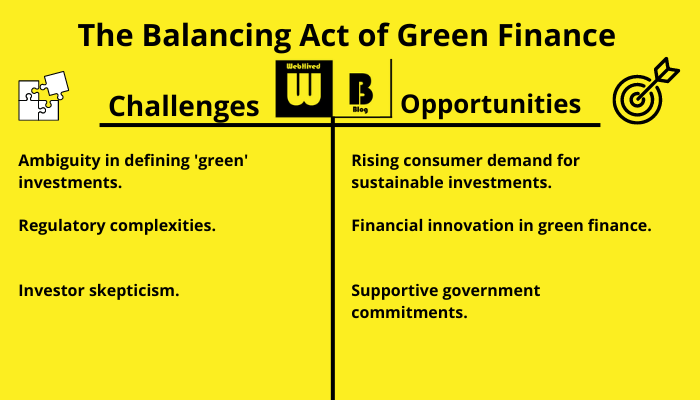 The Balancing Act of Green Finance
WebHived
W
B
Blog
Challenges
Opportunities
Ambiguity in defining 'green'
investments.
Regulatory complexities.
Investor skepticism.
Rising consumer demand for
sustainable investments.
Financial innovation in green finance.
Supportive government
commitments.